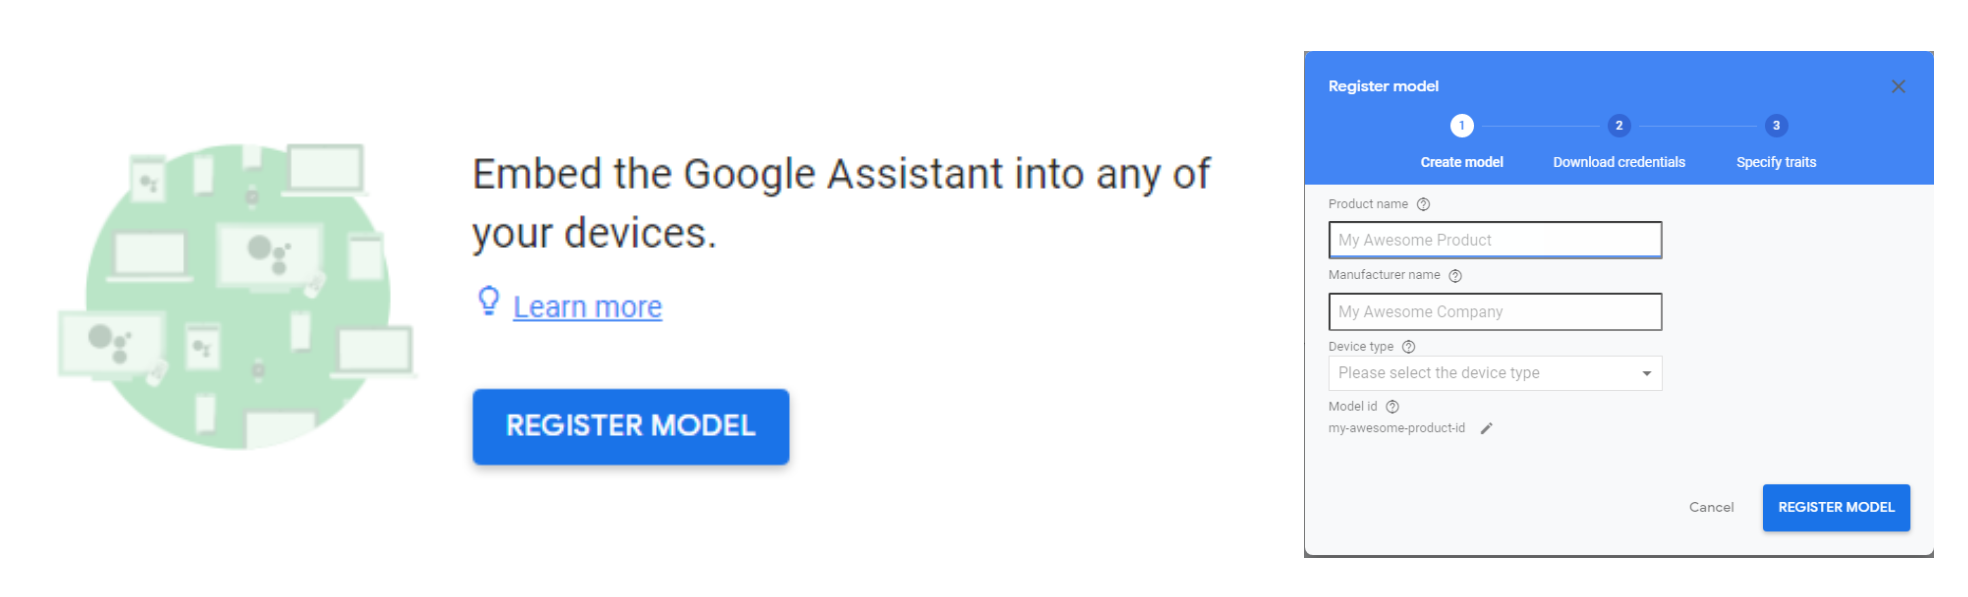 Embed the Google Assistant into any of
your devices.
Learn more
REGISTER MODEL
Register model
1
2
3
Create model
Download credentials
Specify traits
Product name
My Awesome Product
Manufacturer name
My Awesome Company
Device type
Please select the device type
Model id
my-awesome-product-id
Cancel
REGISTER MODEL